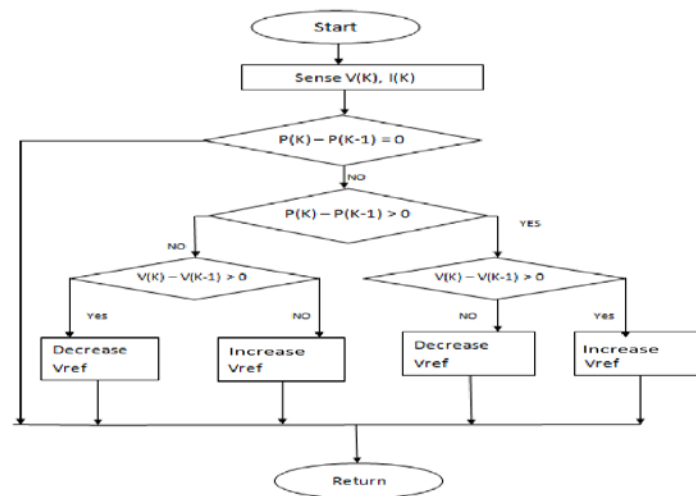 Start
Sense V(K), I(K)
P(K) – P(K-1) = 0
NO
P(K) – P(K-1) > 0
YES
NO
V(K) – V(K-1) > 0
V(K) – V(K-1) > 0
Yes
NO
NO
Yes
Decrease
Vref
Increase
Vref
Decrease
Vref
Increase
Vref
Return